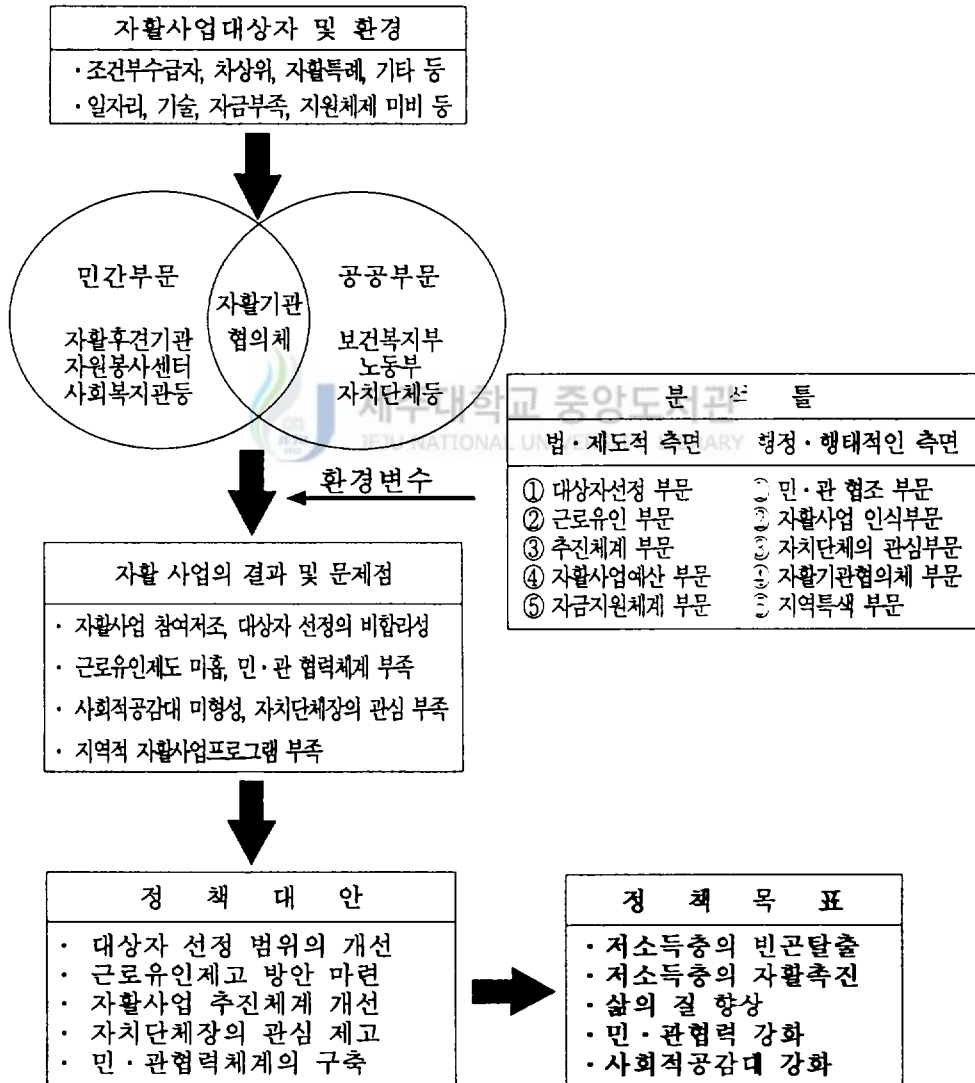 자활사업대상자 및 환경
· 조건부수급자, 차상위, 자활특례, 기타 등
· 일자리, 기술, 자금부족, 지원체제 미비 등
민간부문
자활후견기관
자원봉사센터
사회복지관등
자활기관
협의체
공공부문
보건복지부
노동부
자치단체등
제주대학교 중앙도서관
JEJU NATIONAL UNIVERSITY LIBRARY
환경변수
분 석 틀
법·제도적 측면
행정·행태적인 측면
① 대상자선정 부문
② 근로유인 부문
③ 추진체계 부문
④ 자활사업예산 부문
⑤ 자금지원체계 부문
① 민·관 협조 부문
② 자활사업 인식부문
③ 자치단체의 관심부문
④ 자활기관협의체 부문
⑤ 지역특색 부문
자활 사업의 결과 및 문제점
· 자활사업 참여저조, 대상자 선정의 비합리성
· 근로유인제도 미흡, 민·관 협력체계 부족
· 사회적공감대 미형성, 자치단체장의 관심 부족
· 지역적 자활사업프로그램 부족
정 책 대 안
· 대상자 선정 범위의 개선
· 근로유인제고 방안 마련
· 자활사업 추진체계 개선
· 자치단체장의 관심 제고
· 민·관협력체계의 구축
정 책 목 표
· 저소득층의 빈곤탈출
· 저소득층의 자활촉진
· 삶의 질 향상
· 민·관협력 강화
· 사회적공감대 강화